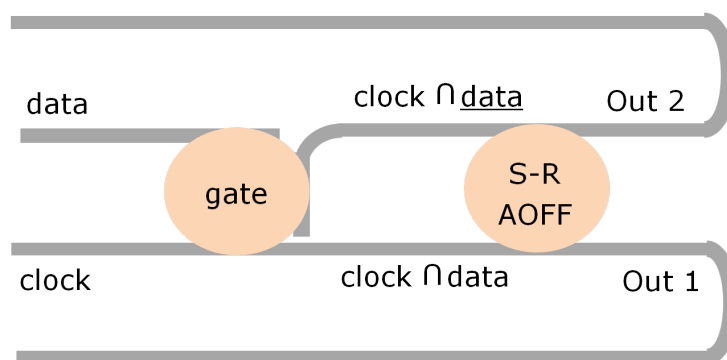 clock ∩ data
Out 2
data
gate
S-R
AOFF
clock
clock ∩ data
Out 1